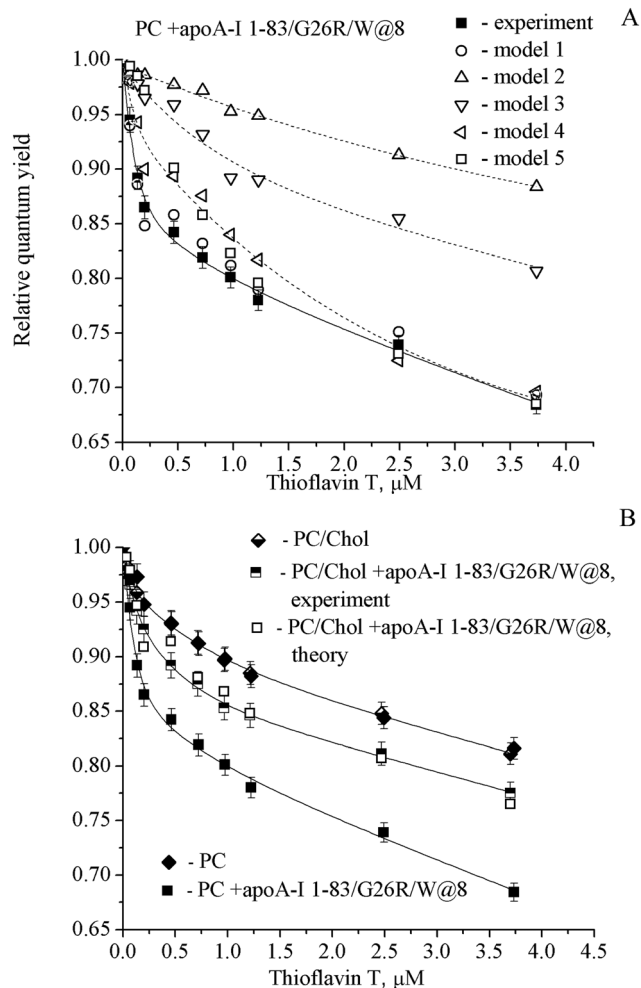 A
PC +apoA-I 1-83/G26R/W@8
- experiment
- model 1
- model 2
- model 3
- model 4
- model 5
Relative quantum yield
1.00
0.95
0.90
0.85
0.80
0.75
0.70
0.65
0.0 0.5 1.0 1.5 2.0 2.5 3.0 3.5 4.0
Thioflavin T, μM
B
- PC/Chol
- PC/Chol +apoA-I 1-83/G26R/W@8,
experiment
- PC/Chol +apoA-I 1-83/G26R/W@8,
theory
1.00
0.95
0.90
0.85
0.80
0.75
0.70
0.65
- PC
- PC +apoA-I 1-83/G26R/W@8
0.0 0.5 1.0 1.5 2.0 2.5 3.0 3.5 4.0 4.5
Thioflavin T, μM